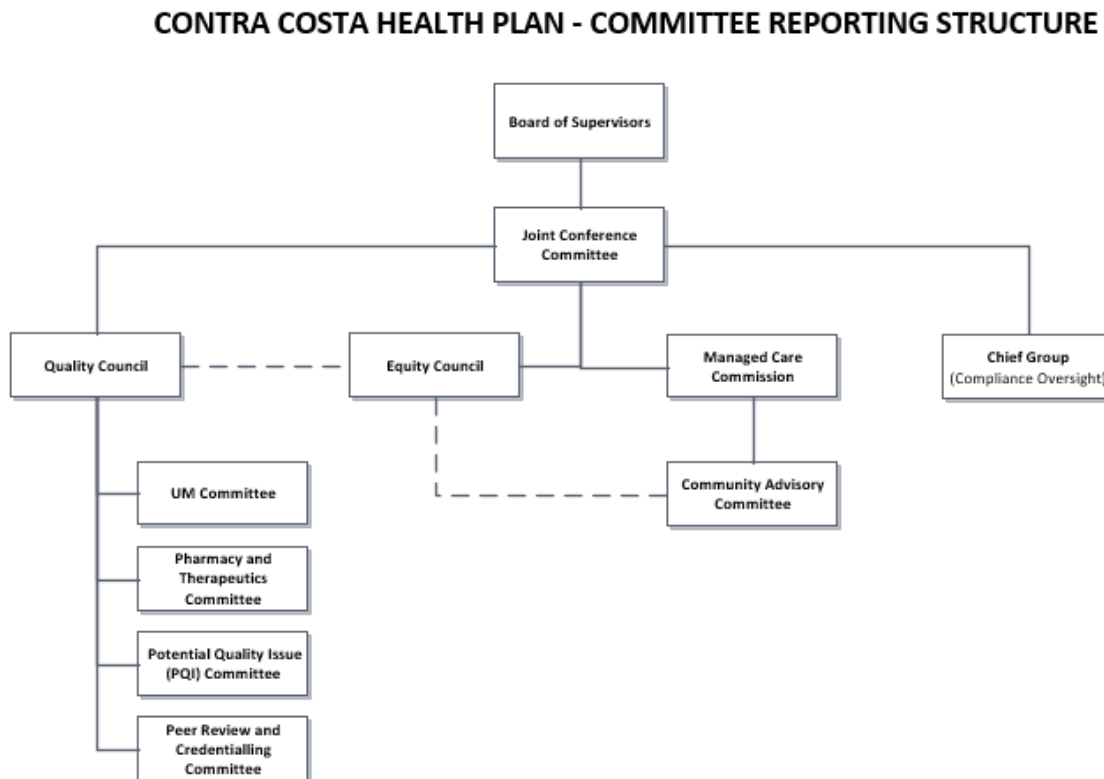 CONTRA COSTA HEALTH PLAN - COMMITTEE REPORTING STRUCTURE
Board of Supervisors
Joint Conference
Committee
Quality Council
Equity Council
Managed Care
Commission
Chief Group
(Compliance Oversight)
UM Committee
Community Advisory
Committee
Pharmacy and
Therapeutics
Committee
Potential Quality Issue
(PQI) Committee
Peer Review and
Credentialling
Committee